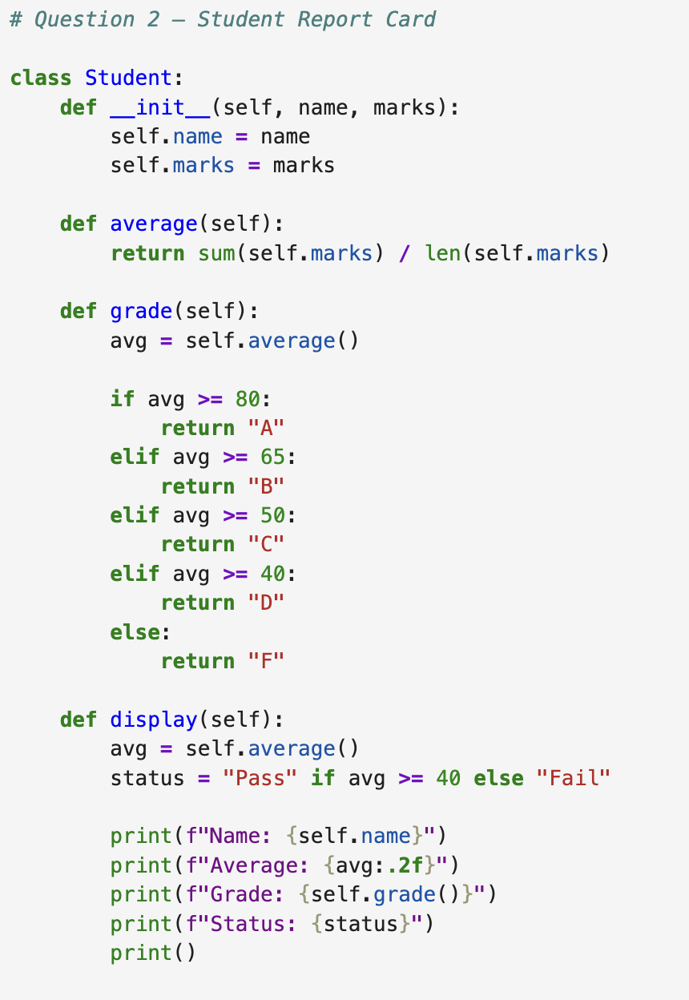 # Question 2 – Student Report Card
class Student:
    def __init__(self, name, marks):
        self.name = name
        self.marks = marks
    def average(self):
        return sum(self.marks) / len(self.marks)
    def grade(self):
        avg = self.average()
        if avg >= 80:
            return "A"
        elif avg >= 65:
            return "B"
        elif avg >= 50:
            return "C"
        elif avg >= 40:
            return "D"
        else:
            return "F"
    def display(self):
        avg = self.average()
        status = "Pass" if avg >= 40 else "Fail"
        print(f"Name: {self.name}")
        print(f"Average: {avg:.2f}")
        print(f"Grade: {self.grade()}")
        print(f"Status: {status}")
        print()